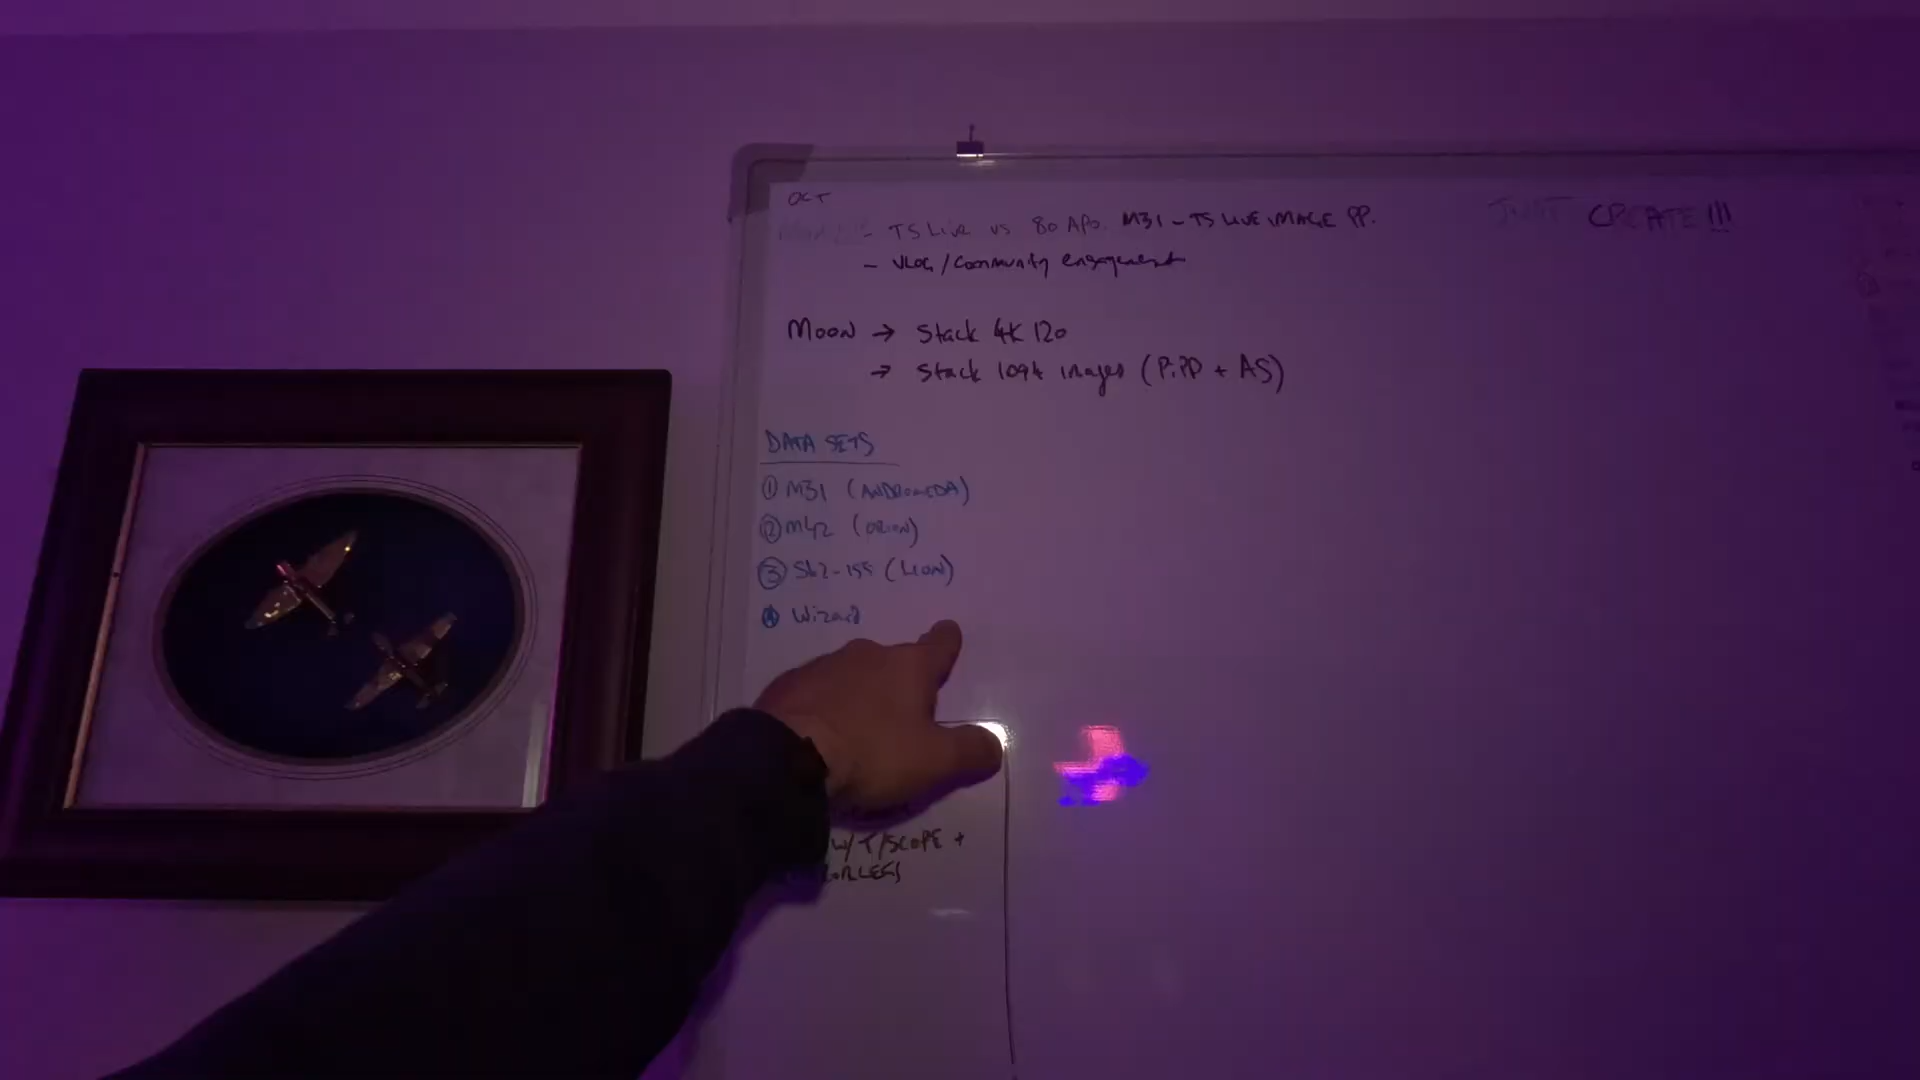 OCT
- TS LIVE vs 80 APO. M31 - TS LIVE IMAGE PP.
- VLOG/Community engagement
JUST CREATE!!!
MOON → Stack 4K 120
→ Stack 109k images (PiPP + AS)
DATA SETS
① M31 (ANDROMEDA)
② M42 (ORION)
③ Sh2-155 (LION)
④ Wizard
W/T/SCOPE +